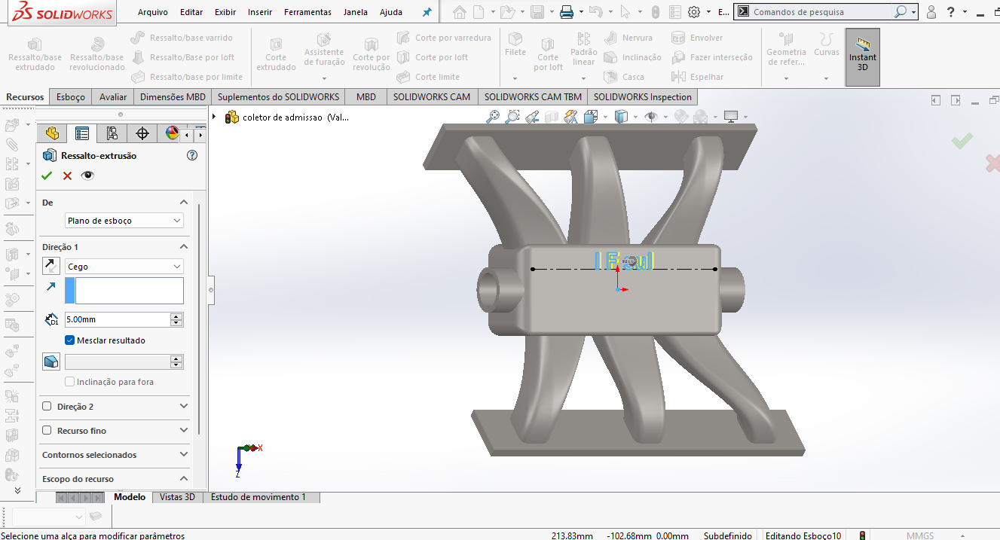 SOLIDWORKS
Arquivo Editar Exibir Inserir Ferramentas Janela Ajuda
E...
Comandos de pesquisa
?
Ressalto/base extrudado
Ressalto/base revolucionado
Ressalto/base varrido
Ressalto/Base por loft
Ressalto/base por limite
Corte extrudado
Assistente de furação
Corte por revolução
Corte por varredura
Corte por loft
Corte limite
Filete
Corte por loft
Padrão linear
Nervura
Inclinação
Casca
Envolver
Fazer interseção
Espelhar
Geometria de refer...
Curvas
Instant 3D
Recursos Esboço Avaliar Dimensões MBD Suplementos do SOLIDWORKS MBD SOLIDWORKS CAM SOLIDWORKS CAM TBM SOLIDWORKS Inspection
coletor de admissao (Val...
Ressalto-extrusão
De
Plano de esboço
Direção 1
Cego
D1
5.00mm
Mesclar resultado
Inclinação para fora
Direção 2
Recurso fino
Contornos selecionados
Escopo do recurso
I F sul
X
Z
Modelo Vistas 3D Estudo de movimento 1
Selecione uma alça para modificar parâmetros
213.83mm -102.68mm 0.00mm Subdefinido Editando Esboço10 MMGS